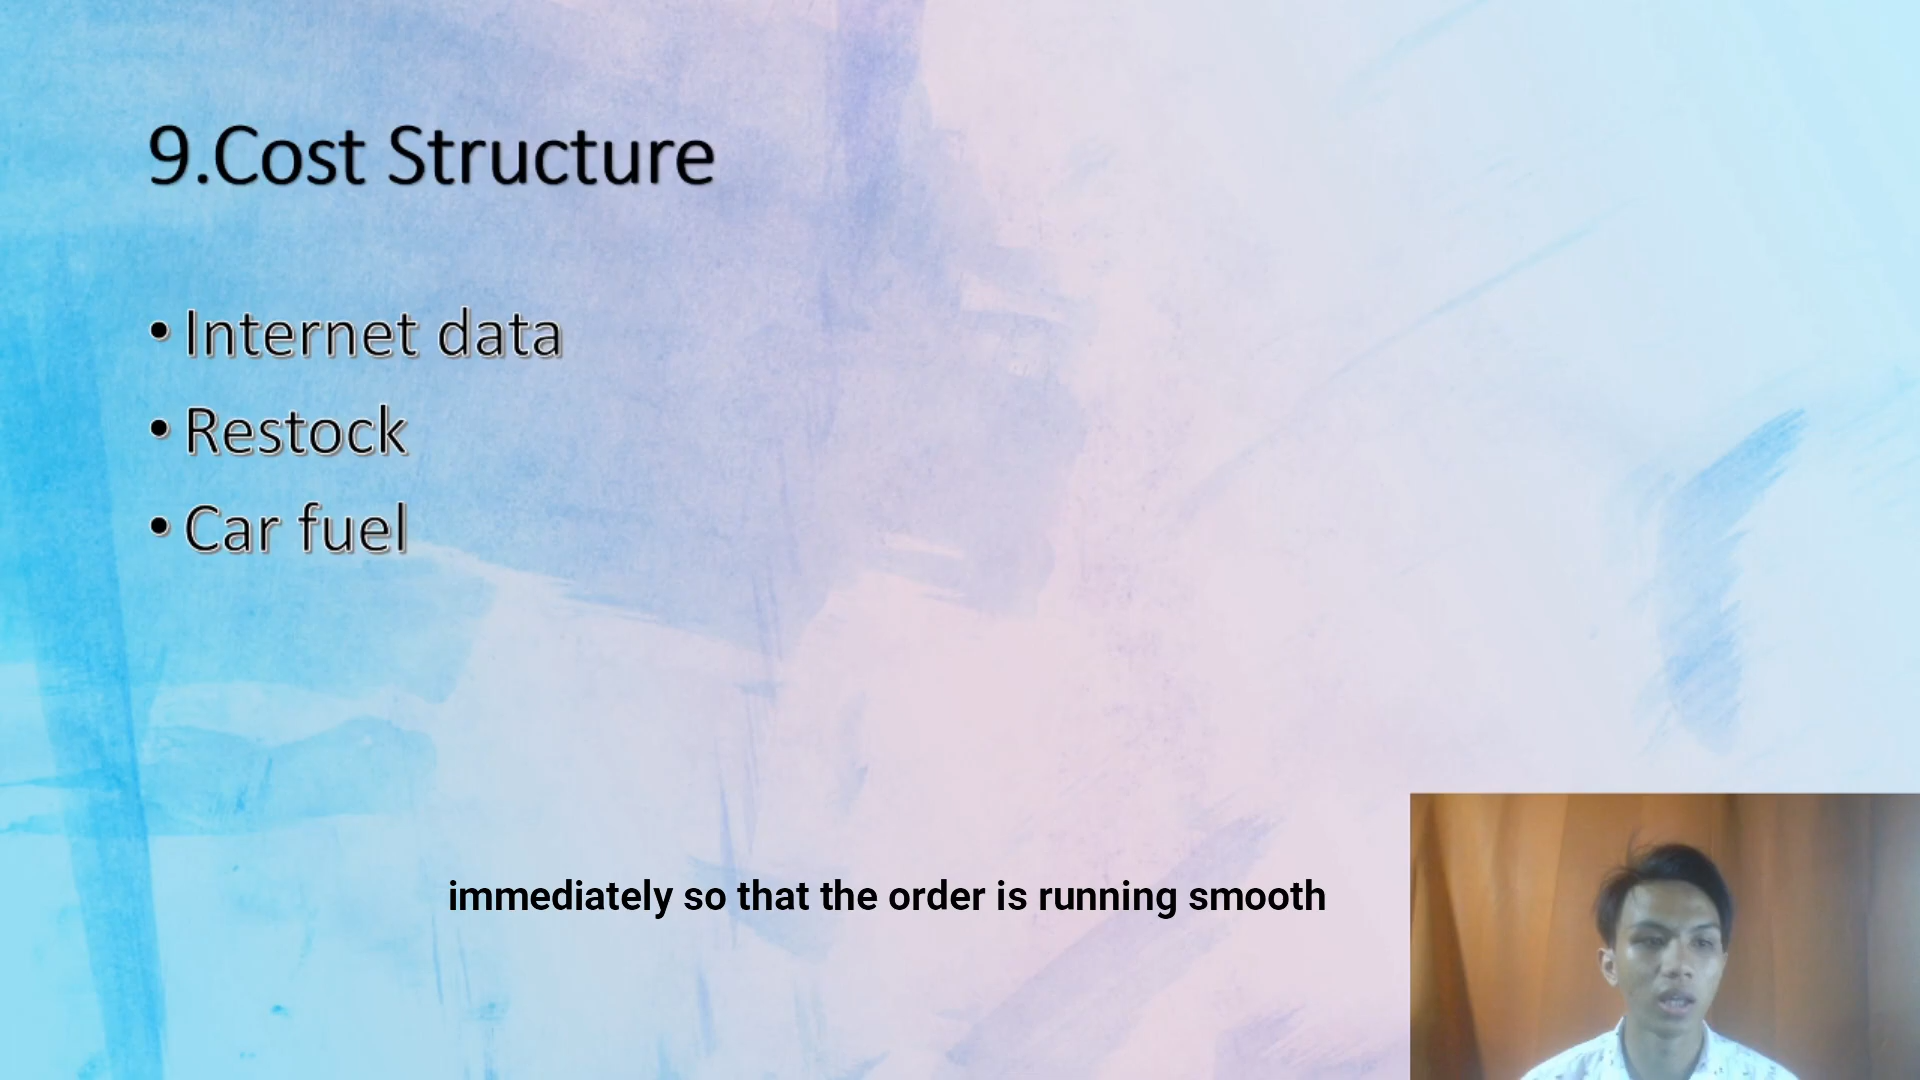 9.Cost Structure
• Internet data
• Restock
• Car fuel
immediately so that the order is running smooth